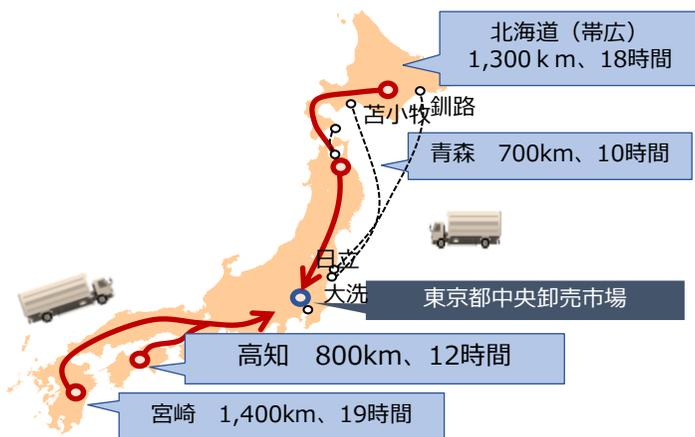 北海道（帯広）
1,300ｋm、18時間
苫小牧
釧路
青森　700km、10時間
日立
大洗
東京都中央卸売市場
高知　800km、12時間
宮崎　1,400km、19時間